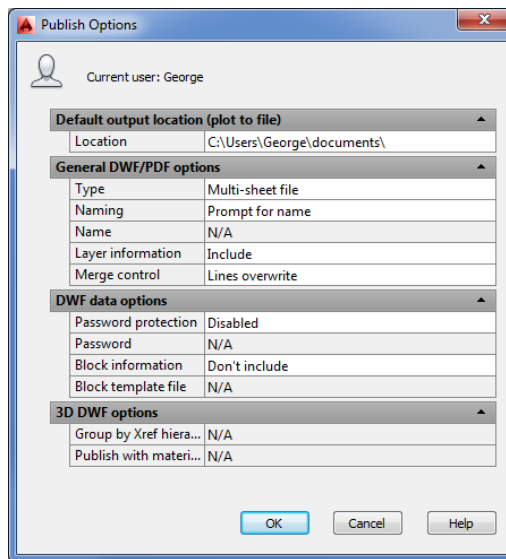 Publish Options
Current user: George
Default output location (plot to file)
Location C:\Users\George\documents\
General DWF/PDF options
Type Multi-sheet file
Naming Prompt for name
Name N/A
Layer information Include
Merge control Lines overwrite
DWF data options
Password protection Disabled
Password N/A
Block information Don't include
Block template file N/A
3D DWF options
Group by Xref hiera... N/A
Publish with materi... N/A
OK Cancel Help